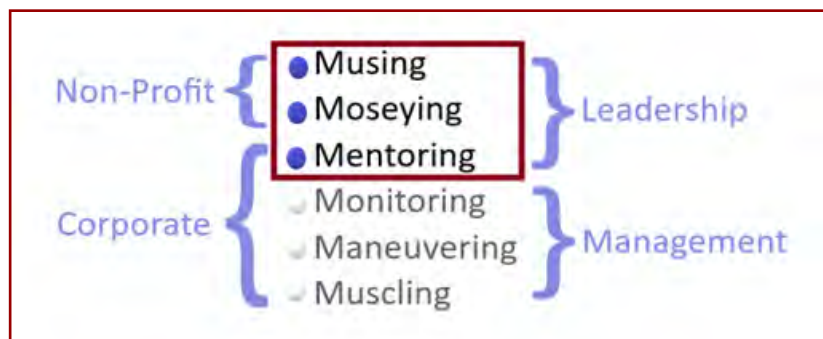 Non-Profit
Corporate
Musing
Moseying
Mentoring
Monitoring
Maneuvering
Muscling
Leadership
Management